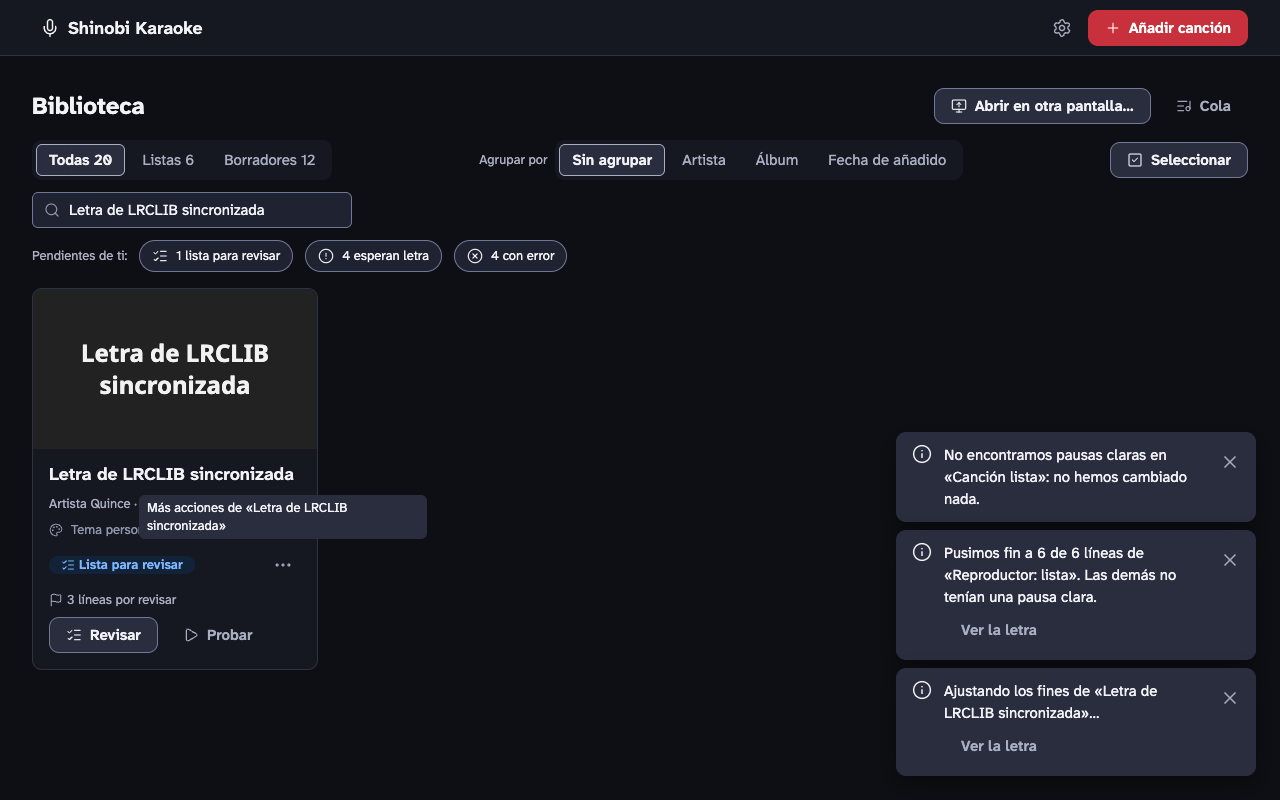 Shinobi Karaoke
Añadir canción
Biblioteca
Abrir en otra pantalla...
Cola
Todas 20
Listas 6
Borradores 12
Agrupar por
Sin agrupar
Artista
Álbum
Fecha de añadido
Seleccionar
Letra de LRCLIB sincronizada
Pendientes de ti:
1 lista para revisar
4 esperan letra
4 con error
Letra de LRCLIB
sincronizada
Letra de LRCLIB sincronizada
Artista Quince ·
Más acciones de «Letra de LRCLIB
sincronizada»
Tema
Lista para revisar
3 líneas por revisar
Revisar
Probar
No encontramos pausas claras en
«Canción lista»: no hemos cambiado
nada.
Pusimos fin a 6 de 6 líneas de
«Reproductor: lista». Las demás no
tenían una pausa clara.
Ver la letra
Ajustando los fines de «Letra de
LRCLIB sincronizada»...
Ver la letra